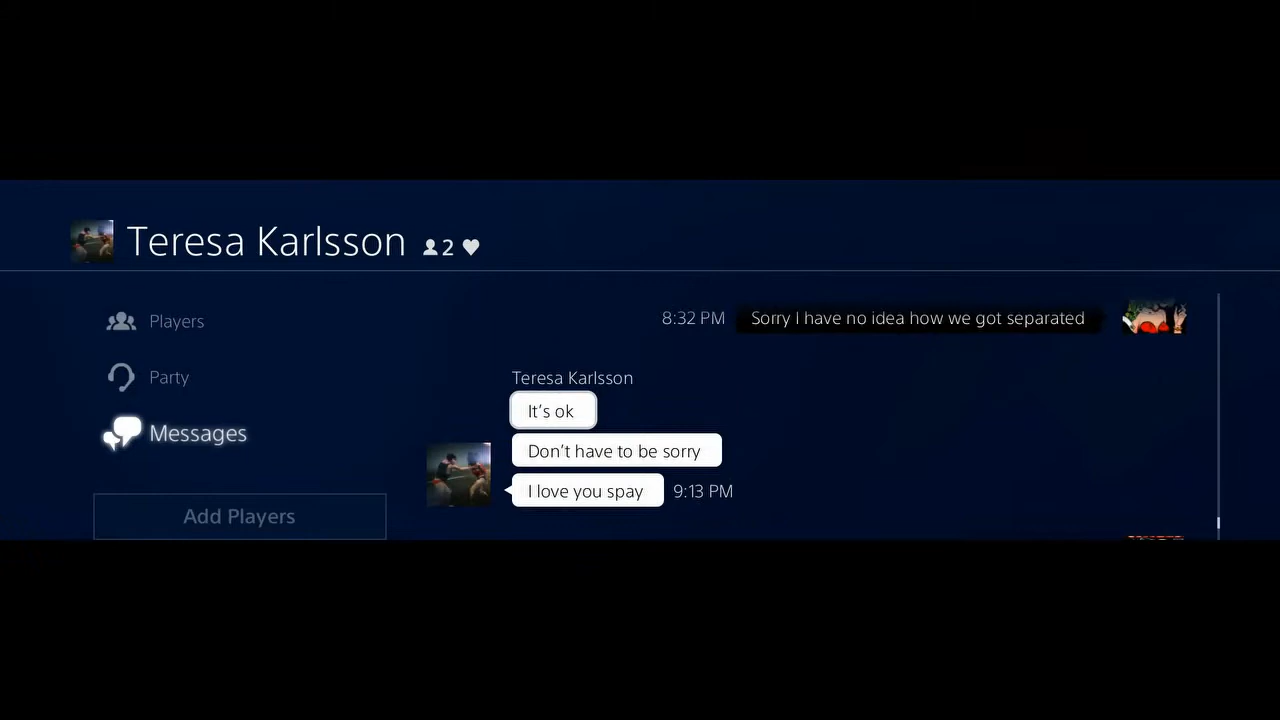 Teresa Karlsson 2
Players
Party
Messages
Add Players
8:32 PM Sorry I have no idea how we got separated
Teresa Karlsson
It's ok
Don't have to be sorry
I love you spay 9:13 PM